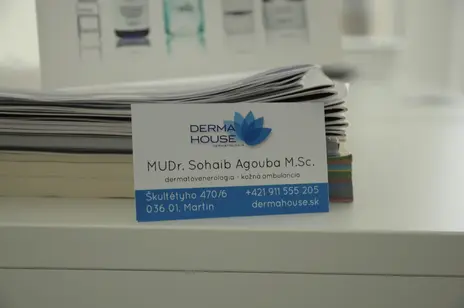 DERMA
HOUSE
MUDr. Sohaib Agouba M.Sc.
dermatovenerologia - kožná ambulancia
Škultétyho 470/6
+421 911 555 205
036 01, Martin
dermahouse.sk